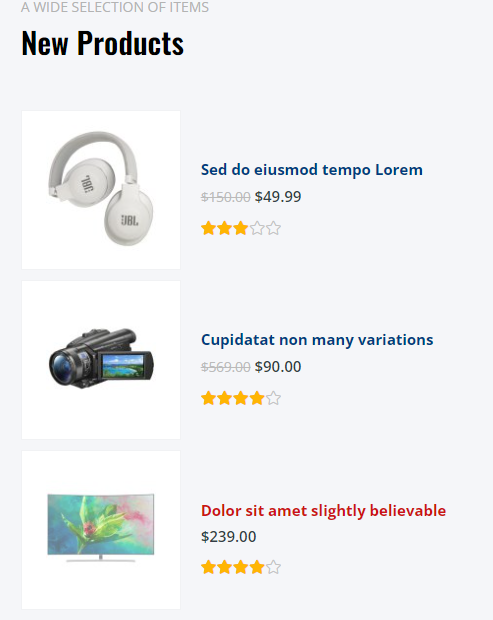 A WIDE SELECTION OF ITEMS
New Products
JBL
JBL
Sed do eiusmod tempo Lorem
$150.00 $49.99
Cupidatat non many variations
$569.00 $90.00
Dolor sit amet slightly believable
$239.00